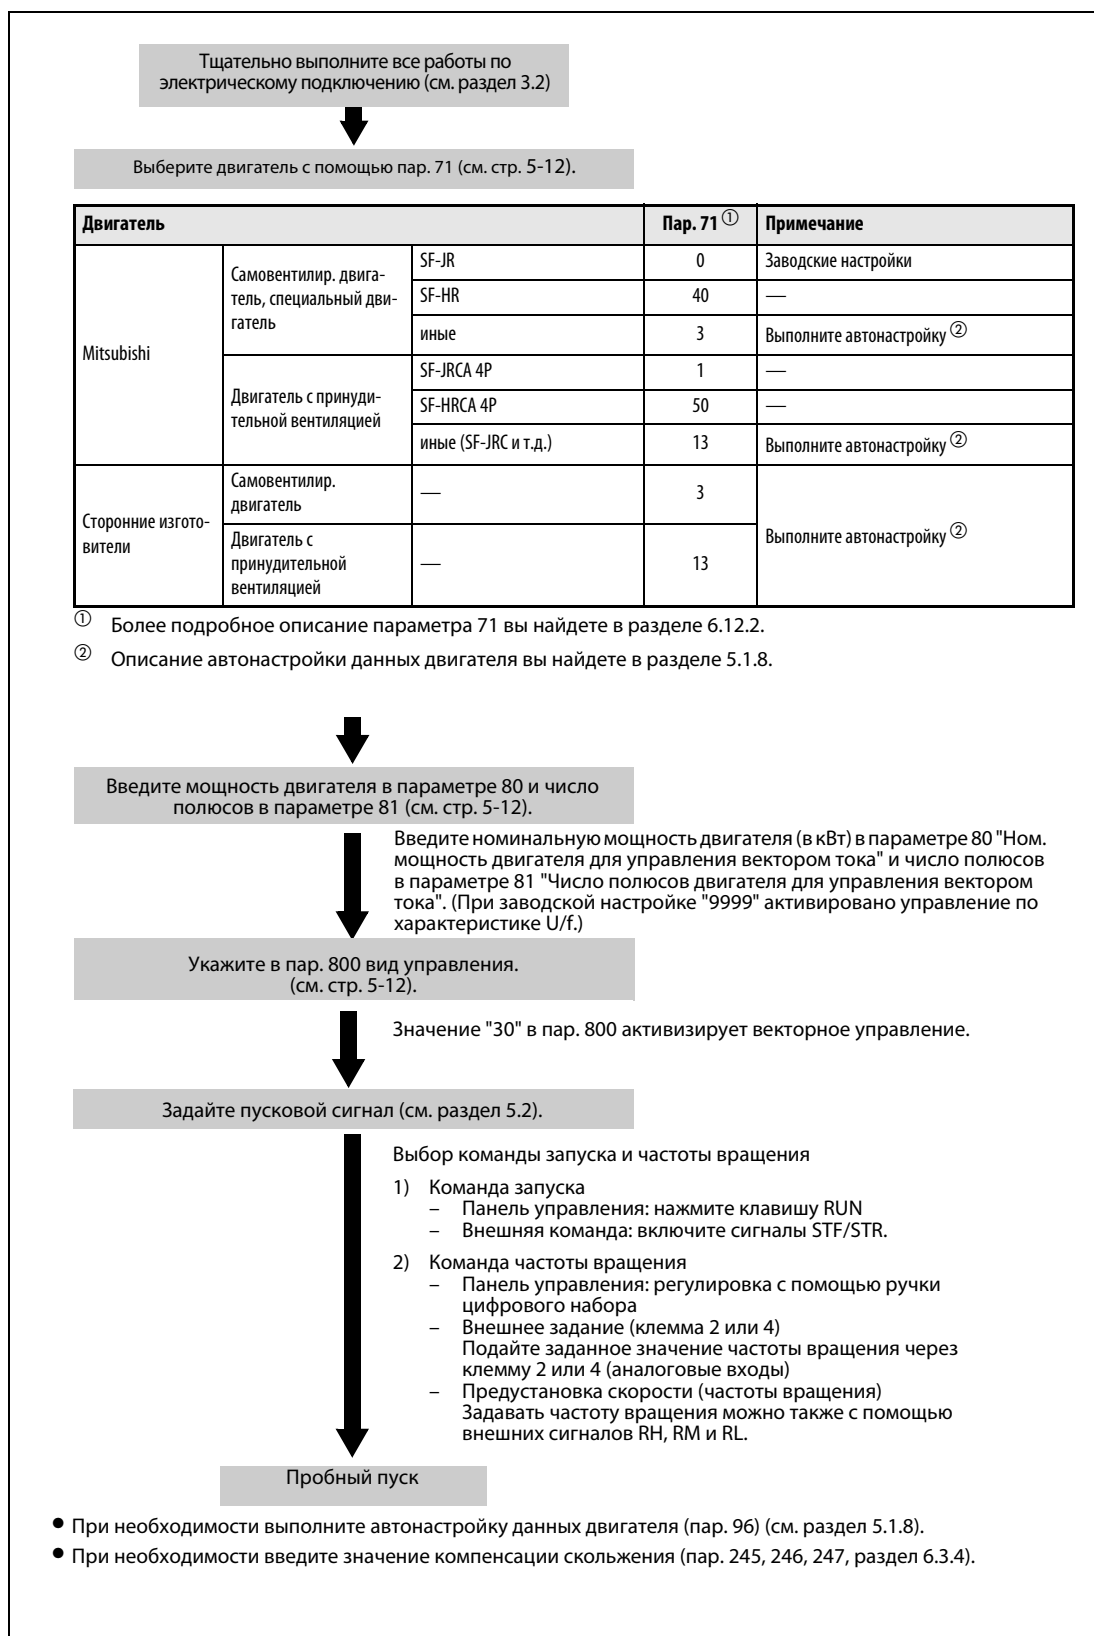 Тщательно выполните все работы по
электрическому подключению (см. раздел 3.2)
Выберите двигатель с помощью пар. 71 (см. стр. 5-12).
Двигатель Пар. 71 ① Примечание
Mitsubishi
Самовентилир. двига-
тель, специальный дви-
гатель
SF-JR 0 Заводские настройки
SF-HR 40 —
иные 3 Выполните автонастройку ②
Двигатель с принуди-
тельной вентиляцией
SF-JRCA 4P 1 —
SF-HRCA 4P 50 —
иные (SF-JRC и т.д.) 13 Выполните автонастройку ②
Сторонние изгото-
вители
Самовентилир.
двигатель
— 3
Выполните автонастройку ②
Двигатель с
принудительной
вентиляцией
— 13
① Более подробное описание параметра 71 вы найдете в разделе 6.12.2.
② Описание автонастройки данных двигателя вы найдете в разделе 5.1.8.
Введите мощность двигателя в параметре 80 и число
полюсов в параметре 81 (см. стр. 5-12).
Введите номинальную мощность двигателя (в кВт) в параметре 80 "Ном.
мощность двигателя для управления вектором тока" и число полюсов
в параметре 81 "Число полюсов двигателя для управления вектором
тока". (При заводской настройке "9999" активировано управление по
характеристике U/f.)
Укажите в пар. 800 вид управления.
(см. стр. 5-12).
Значение "30" в пар. 800 активизирует векторное управление.
Задайте пусковой сигнал (см. раздел 5.2).
Выбор команды запуска и частоты вращения
1) Команда запуска
– Панель управления: нажмите клавишу RUN
– Внешняя команда: включите сигналы STF/STR.
2) Команда частоты вращения
– Панель управления: регулировка с помощью ручки
цифрового набора
– Внешнее задание (клемма 2 или 4)
Подайте заданное значение частоты вращения через
клемму 2 или 4 (аналоговые входы)
– Предустановка скорости (частоты вращения)
Задавать частоту вращения можно также с помощью
внешних сигналов RH, RM и RL.
Пробный пуск
● При необходимости выполните автонастройку данных двигателя (пар. 96) (см. раздел 5.1.8).
● При необходимости введите значение компенсации скольжения (пар. 245, 246, 247, раздел 6.3.4).